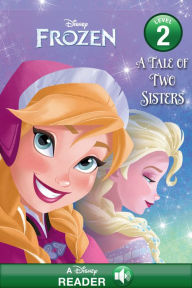 Disney
FROZEN
LEVEL
2
A TALE OF
TWO
SISTERS
A Disney
READER